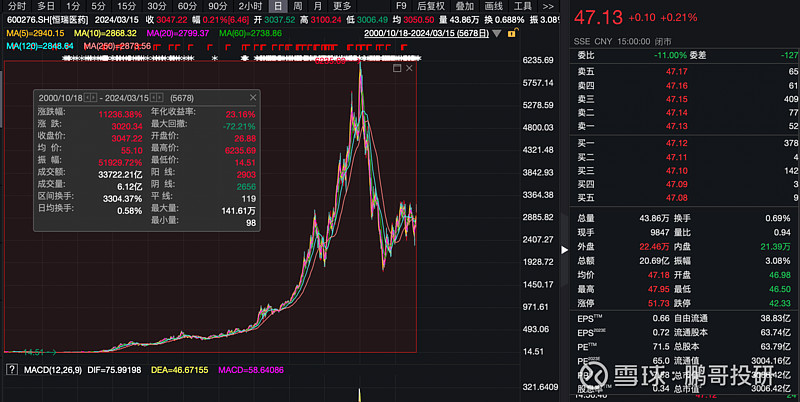 分时 多日 1分 5分 15分 30分 60分 90分 2小时 日 周 月 更多 F9 后复权 叠加 画线 工具
600276.SH[恒瑞医药] 2024/03/15 收 3047.22 幅 0.21%[6.46] 开 3037.52 高 3100.24 低 3006.49 均 3050.50 量 43.86万 换 0.688% 振 3.08%
MA(5)=2940.15 MA(10)=2868.32 MA(20)=2799.37 MA(60)=2738.86 2000/10/18-2024/03/15 (5678日)
MA(120)=2848.64 MA(250)=2873.56
6235.69 6235.69
5757.14
5278.59
4800.03
4321.48
3842.93
3364.38
2885.82
2407.27
1928.72
1450.17
971.61
493.06
14.51
14.51
2000/10/18 - 2024/03/15 (5678)
涨跌幅: 11236.38% 年化收益率: 23.16%
涨 跌: 3020.34 最大回撤: -72.21%
收盘价: 3047.22 开盘价: 26.88
均 价: 55.10 最高价: 6235.69
振 幅: 51929.72% 最低价: 14.51
成交额: 33722.21亿 阳 线: 2903
成交量: 6.12亿 阴 线: 2656
区间换手: 3304.37% 平 线: 119
日均换手: 0.58% 最大量: 141.61万
最小量: 98
? MACD(12,26,9) DIF=75.99198 DEA=46.67155 MACD=58.64086
321.6409
47.13 +0.10 +0.21%
SSE CNY 15:00:00 闭市
委比 -11.00% 委差 -127
卖五 47.17 65
卖四 47.16 61
卖三 47.15 409
卖二 47.14 77
卖一 47.13 52
买一 47.12 378
买二 47.11 4
买三 47.10 142
买四 47.09 3
买五 47.08 9
总量 43.86万 换手 0.69%
现手 9847 量比 0.94
外盘 22.46万 内盘 21.39万
总额 20.69亿 振幅 3.08%
均价 47.18 开盘 46.98
最高 47.95 最低 46.50
涨停 51.73 跌停 42.33
EPSTTM 0.66 自由流通 38.83亿
EPS2023E 0.72 流通股本 63.74亿
PETTM 71.5 总股本 63.79亿
PE2023E 65.0 流通值 3004.16亿
股息率 0.34 总市值² 3006.42亿
雪球:鹏哥投研